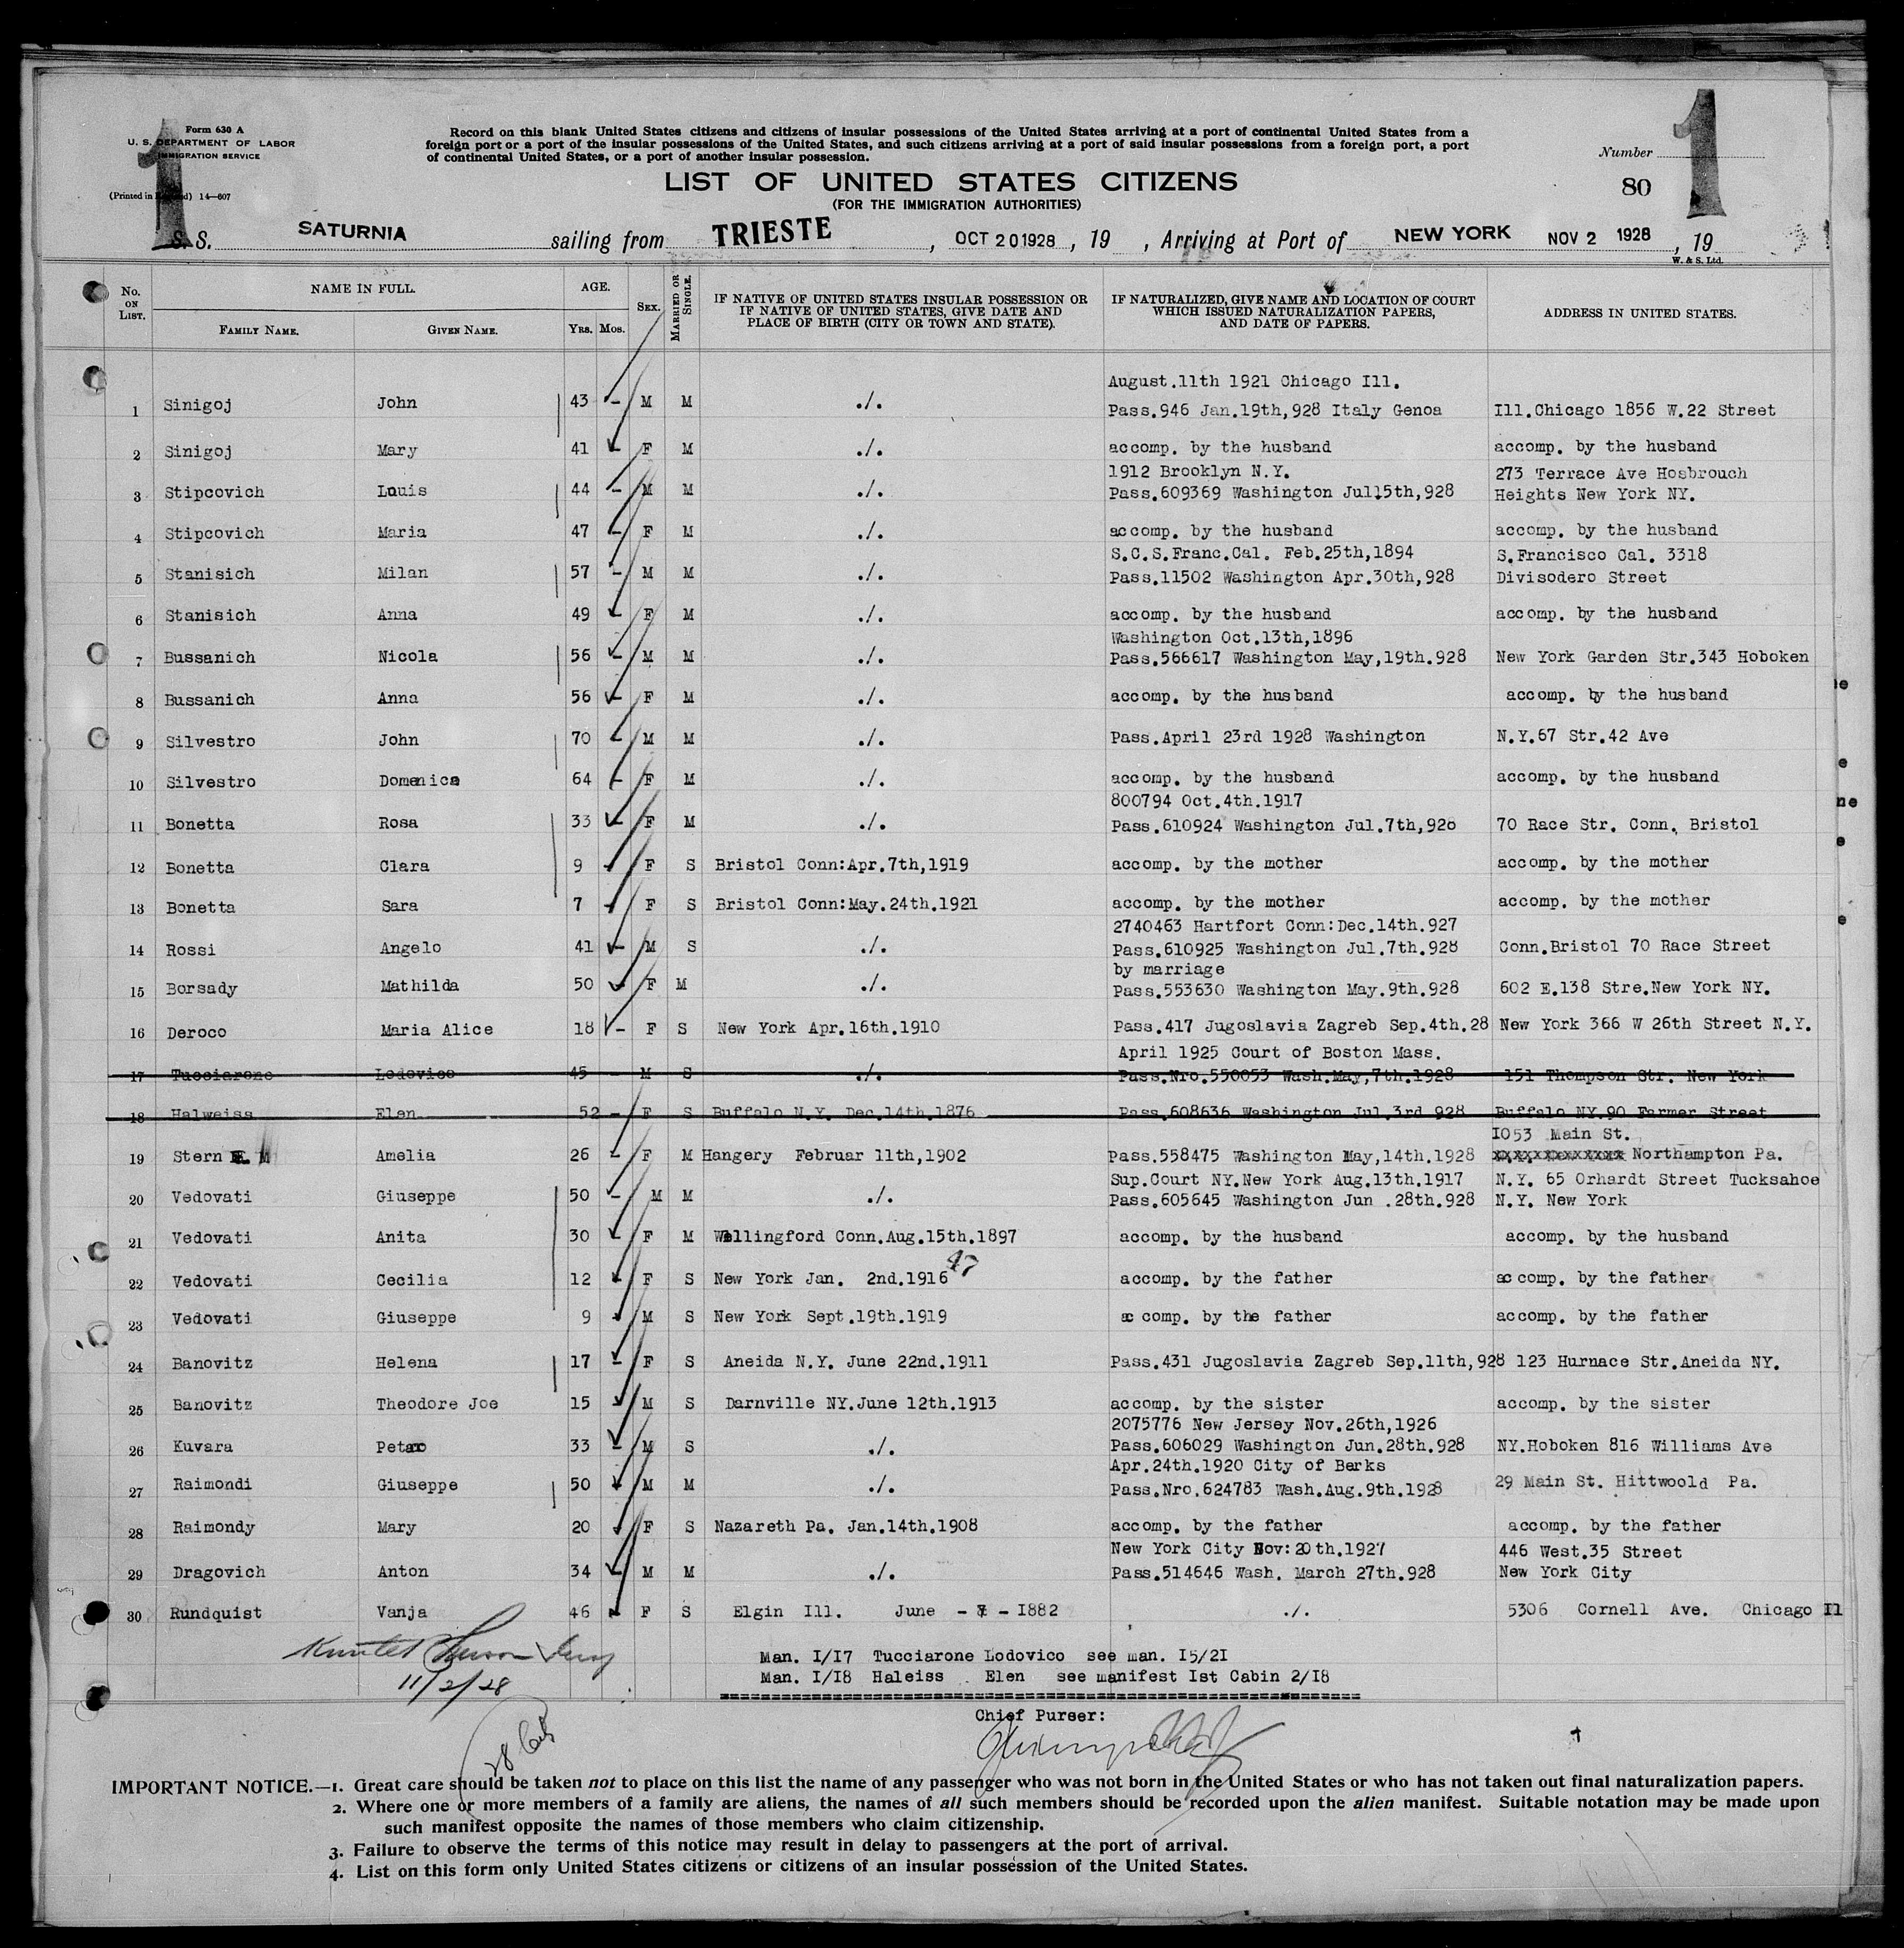 Form 630 A
U. S. DEPARTMENT OF LABOR
IMMIGRATION SERVICE
(Printed in England) 14—607
1
Record on this blank United States citizens and citizens of insular possessions of the United States arriving at a port of continental United States from a
foreign port or a port of the insular possessions of the United States, and such citizens arriving at a port of said insular possessions from a foreign port, a port
of continental United States, or a port of another insular possession.
Number
1
80
LIST OF UNITED STATES CITIZENS
(FOR THE IMMIGRATION AUTHORITIES)
S. S. SATURNIA sailing from TRIESTE, OCT 20 1928, 19 , Arriving at Port of NEW YORK NOV 2 1928, 19
W. & S. Ltd.
No. ON LIST. NAME IN FULL. AGE. SEX. MARRIED OR SINGLE. IF NATIVE OF UNITED STATES INSULAR POSSESSION OR IF NATIVE OF UNITED STATES, GIVE DATE AND PLACE OF BIRTH (CITY OR TOWN AND STATE). IF NATURALIZED, GIVE NAME AND LOCATION OF COURT WHICH ISSUED NATURALIZATION PAPERS, AND DATE OF PAPERS. ADDRESS IN UNITED STATES.
FAMILY NAME. GIVEN NAME. YRS. MOS.
August.11th 1921 Chicago Ill.
1 Sinigoj John 43 - M M ./. Pass.946 Jan.19th,928 Italy Genoa Ill.Chicago 1856 W.22 Street
2 Sinigoj Mary 41 - F M ./. accomp. by the husband accomp. by the husband
1912 Brooklyn N.Y. 273 Terrace Ave Hosbrouch
3 Stipcovich Louis 44 - M M ./. Pass.609369 Washington Jul15th,928 Heights New York NY.
4 Stipcovich Maria 47 - F M ./. accomp. by the husband accomp. by the husband
S.C.S.Franc.Cal. Feb.25th,1894 S.Francisco Cal. 3318
5 Stanisich Milan 57 - M M ./. Pass.11502 Washington Apr.30th,928 Divisodero Street
6 Stanisich Anna 49 - F M ./. accomp. by the husband accomp. by the husband
Washington Oct.13th,1896
7 Bussanich Nicola 56 - M M ./. Pass.566617 Washington May,19th.928 New York Garden Str.343 Hoboken
8 Bussanich Anna 56 - F M ./. accomp. by the husband accomp. by the husband
9 Silvestro John 70 - M M ./. Pass.April 23rd 1928 Washington N.Y.67 Str.42 Ave
10 Silvestro Domenica 64 - F M ./. accomp. by the husband accomp. by the husband
800794 Oct.4th.1917
11 Bonetta Rosa 33 - F M ./. Pass.610924 Washington Jul.7th,928 70 Race Str. Conn. Bristol
12 Bonetta Clara 9 - F S Bristol Conn:Apr.7th,1919 accomp. by the mother accomp. by the mother
13 Bonetta Sara 7 - F S Bristol Conn:May.24th.1921 accomp. by the mother accomp. by the mother
2740463 Hartfort Conn:Dec.14th.927
14 Rossi Angelo 41 - M S ./. Pass.610925 Washington Jul.7th.928 Conn.Bristol 70 Race Street
by marriage
15 Borsady Mathilda 50 - F M ./. Pass.553630 Washington May.9th.928 602 E.138 Stre.New York NY.
16 Deroco Maria Alice 18 - F S New York Apr.16th.1910 Pass.417 Jugoslavia Zagreb Sep.4th.28 New York 366 W 26th Street N.Y.
April 1925 Court of Boston Mass.
17 Tucciarone Lodovico 45 - M S ./. Pass.Nro.550053 Wash.May,7th.1928 151 Thompson Str. New York
18 Halweiss Elen 52 - F S Buffalo N.Y. Dec.14th.1876 Pass.608636 Washington Jul.3rd 928 Buffalo NY.90 Farmer Street
1053 Main St.
19 Stern M Amelia 26 - F M Hangery Februar 11th,1902 Pass.558475 Washington May,14th.1928 xxxxxxxxxxxxxx Northampton Pa.
Sup.Court NY.New York Aug.13th.1917 N.Y. 65 Orhardt Street Tucksahoe
20 Vedovati Giuseppe 50 - M M ./. Pass.605645 Washington Jun .28th.928 N.Y. New York
21 Vedovati Anita 30 - F M Wallingford Conn.Aug.15th.1897 accomp. by the husband accomp. by the husband
22 Vedovati Cecilia 12 - F S New York Jan. 2nd.1916 accomp. by the father accomp. by the father
23 Vedovati Giuseppe 9 - M S New York Sept.19th.1919 accomp. by the father accomp. by the father
24 Banovitz Helena 17 - F S Aneida N.Y. June 22nd.1911 Pass.431 Jugoslavia Zagreb Sep.11th,928 123 Hurnace Str.Aneida NY.
25 Banovitz Theodore Joe 15 - M S Darnville NY.June 12th.1913 accomp. by the sister accomp. by the sister
2075776 New Jersey Nov.26th,1926
26 Kuvara Petar 33 - M S ./. Pass.606029 Washington Jun.28th.928 NY.Hoboken 816 Williams Ave
Apr.24th.1920 City of Berks
27 Raimondi Giuseppe 50 - M M ./. Pass.Nro.624783 Wash.Aug.9th.1928 29 Main St. Hittwoold Pa.
28 Raimondy Mary 20 - F S Nazareth Pa. Jan.14th.1908 accomp. by the father accomp. by the father
New York City Nov:20th.1927 446 West.35 Street
29 Dragovich Anton 34 - M M ./. Pass.514646 Wash. March 27th.928 New York City
30 Rundquist Vanja 46 - F S Elgin Ill. June - 7 - 1882 ./. 5306 Cornell Ave. Chicago Il
11/2/28
Man. I/I7 Tucciarone Lodovico see man. I5/2I
Man. I/I8 Haleiss Elen see manifest Ist Cabin 2/I8
Chief Purser:
IMPORTANT NOTICE.—1. Great care should be taken not to place on this list the name of any passenger who was not born in the United States or who has not taken out final naturalization papers.
2. Where one or more members of a family are aliens, the names of all such members should be recorded upon the alien manifest. Suitable notation may be made upon
such manifest opposite the names of those members who claim citizenship.
3. Failure to observe the terms of this notice may result in delay to passengers at the port of arrival.
4. List on this form only United States citizens or citizens of an insular possession of the United States.